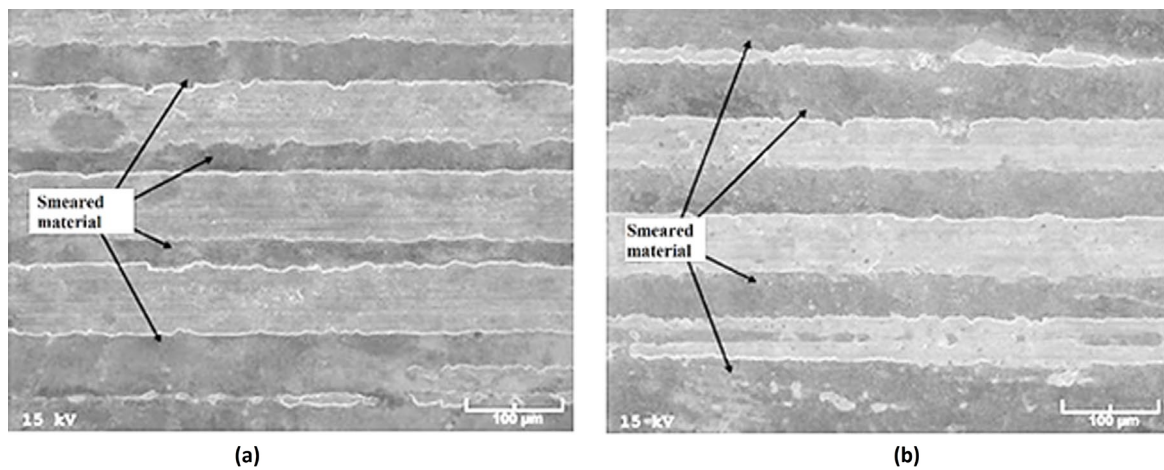 Smeared
material
15 kV
100 µm
(a)
Smeared
material
15 kV
100 µm
(b)